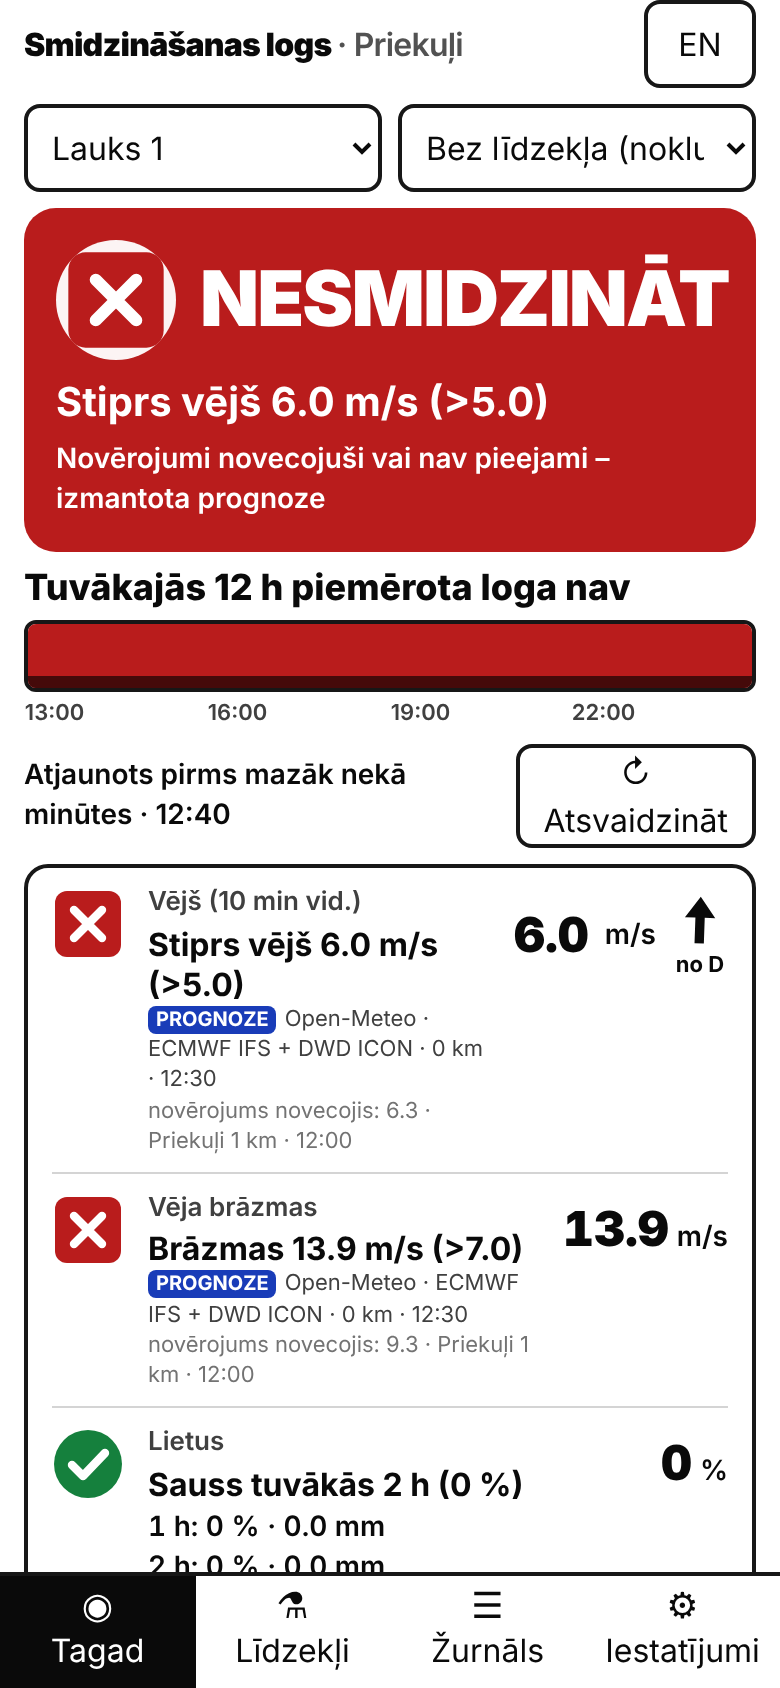 Smidzināšanas logs · Priekuļi
EN
Lauks 1
Bez līdzekļa (noklu
NESMIDZINĀT
Stiprs vējš 6.0 m/s (>5.0)
Novērojumi novecojuši vai nav pieejami –
izmantota prognoze
Tuvākajās 12 h piemērota loga nav
13:00 16:00 19:00 22:00
Atjaunots pirms mazāk nekā
minūtes · 12:40
↻
Atsvaidzināt
Vējš (10 min vid.)
Stiprs vējš 6.0 m/s
(>5.0)
6.0 m/s
no D
PROGNOZE Open-Meteo ·
ECMWF IFS + DWD ICON · 0 km
· 12:30
novērojums novecojis: 6.3 ·
Priekuļi 1 km · 12:00
Vēja brāzmas
Brāzmas 13.9 m/s (>7.0)
13.9 m/s
PROGNOZE Open-Meteo · ECMWF
IFS + DWD ICON · 0 km · 12:30
novērojums novecojis: 9.3 · Priekuļi 1
km · 12:00
Lietus
Sauss tuvākās 2 h (0 %)
0 %
1 h: 0 % · 0.0 mm
2 h: 0 % · 0.0 mm
Tagad
Līdzekļi
Žurnāls
Iestatījumi